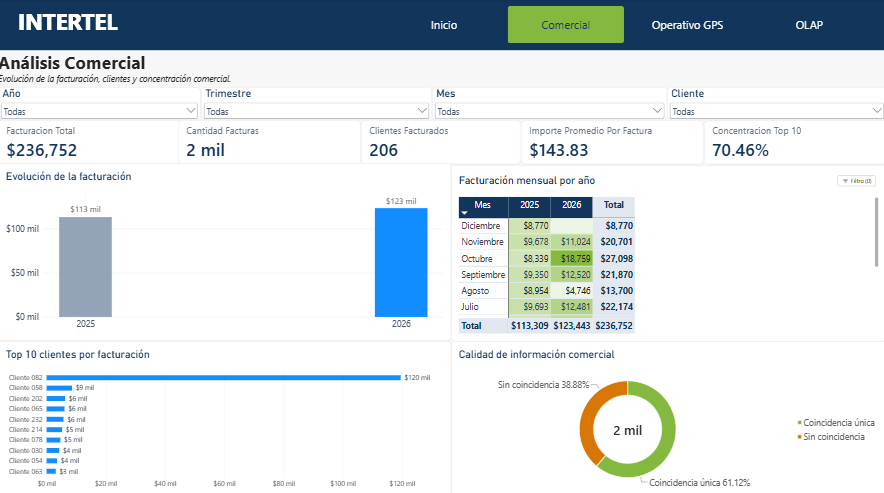 INTERTEL
Inicio
Comercial
Operativo GPS
OLAP
Análisis Comercial
Evolución de la facturación, clientes y concentración comercial.
Año
Trimestre
Mes
Cliente
Todas
Todas
Todas
Todas
Facturacion Total
Cantidad Facturas
Clientes Facturados
Importe Promedio Por Factura
Concentracion Top 10
$236,752
2 mil
206
$143.83
70.46%
Evolución de la facturación
$113 mil
$123 mil
$100 mil
$50 mil
$0 mil
2025
2026
Facturación mensual por año
Filtro (0)
Mes 2025 2026 Total
Diciembre $8,770 $8,770
Noviembre $9,678 $11,024 $20,701
Octubre $8,339 $18,759 $27,098
Septiembre $9,350 $12,520 $21,870
Agosto $8,954 $4,746 $13,700
Julio $9,693 $12,481 $22,174
Total $113,309 $123,443 $236,752
Top 10 clientes por facturación
Cliente 082 $120 mil
Cliente 058 $9 mil
Cliente 202 $6 mil
Cliente 065 $6 mil
Cliente 232 $6 mil
Cliente 214 $5 mil
Cliente 078 $5 mil
Cliente 030 $4 mil
Cliente 054 $4 mil
Cliente 063 $3 mil
$0 mil $20 mil $40 mil $60 mil $80 mil $100 mil $120 mil
Calidad de información comercial
Sin coincidencia 38.88%
2 mil
Coincidencia única 61.12%
Coincidencia única
Sin coincidencia